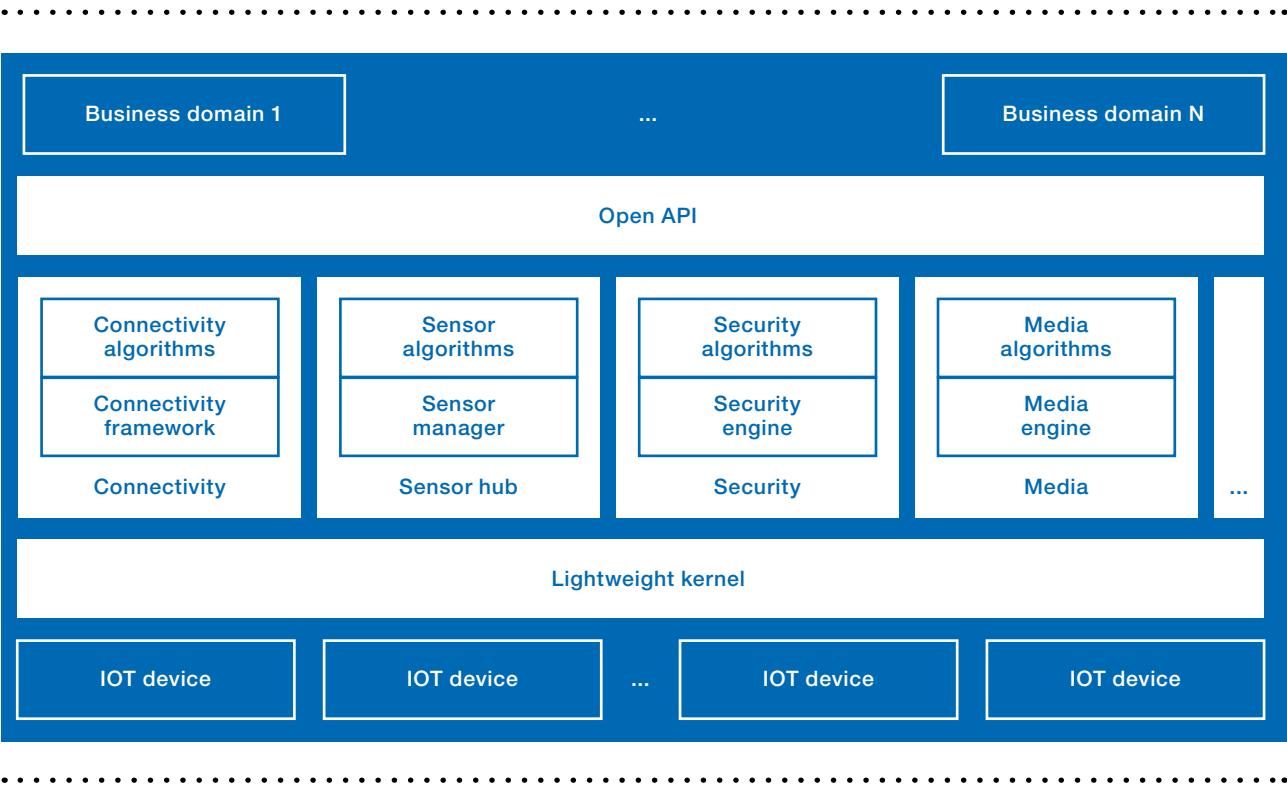 Business domain 1
...
Business domain N
Open API
Connectivity
algorithms
Connectivity
framework
Connectivity
Sensor
algorithms
Sensor
manager
Sensor hub
Security
algorithms
Security
engine
Security
Media
algorithms
Media
engine
Media
...
Lightweight kernel
IOT device
IOT device
...
IOT device
IOT device